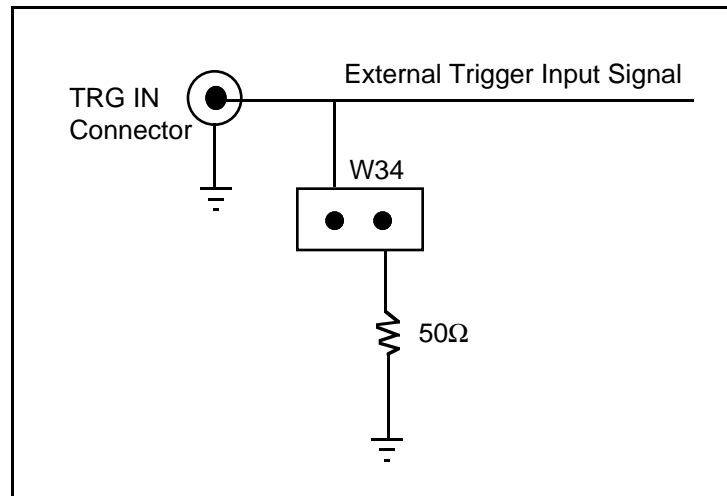 External Trigger Input Signal
TRG IN
Connector
W34
50Ω